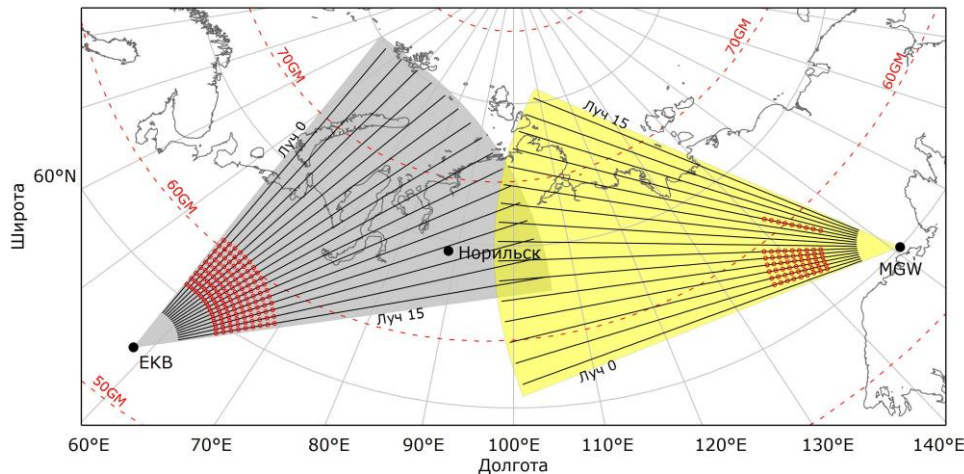 70GM
70GM
60GM
Луч 0
Луч 15
60°N
60GM
Широта
Норильск
MGW
Луч 15
EKB
Луч 0
50GM
60°E
70°E
80°E
90°E
100°E
110°E
120°E
130°E
140°E
Долгота